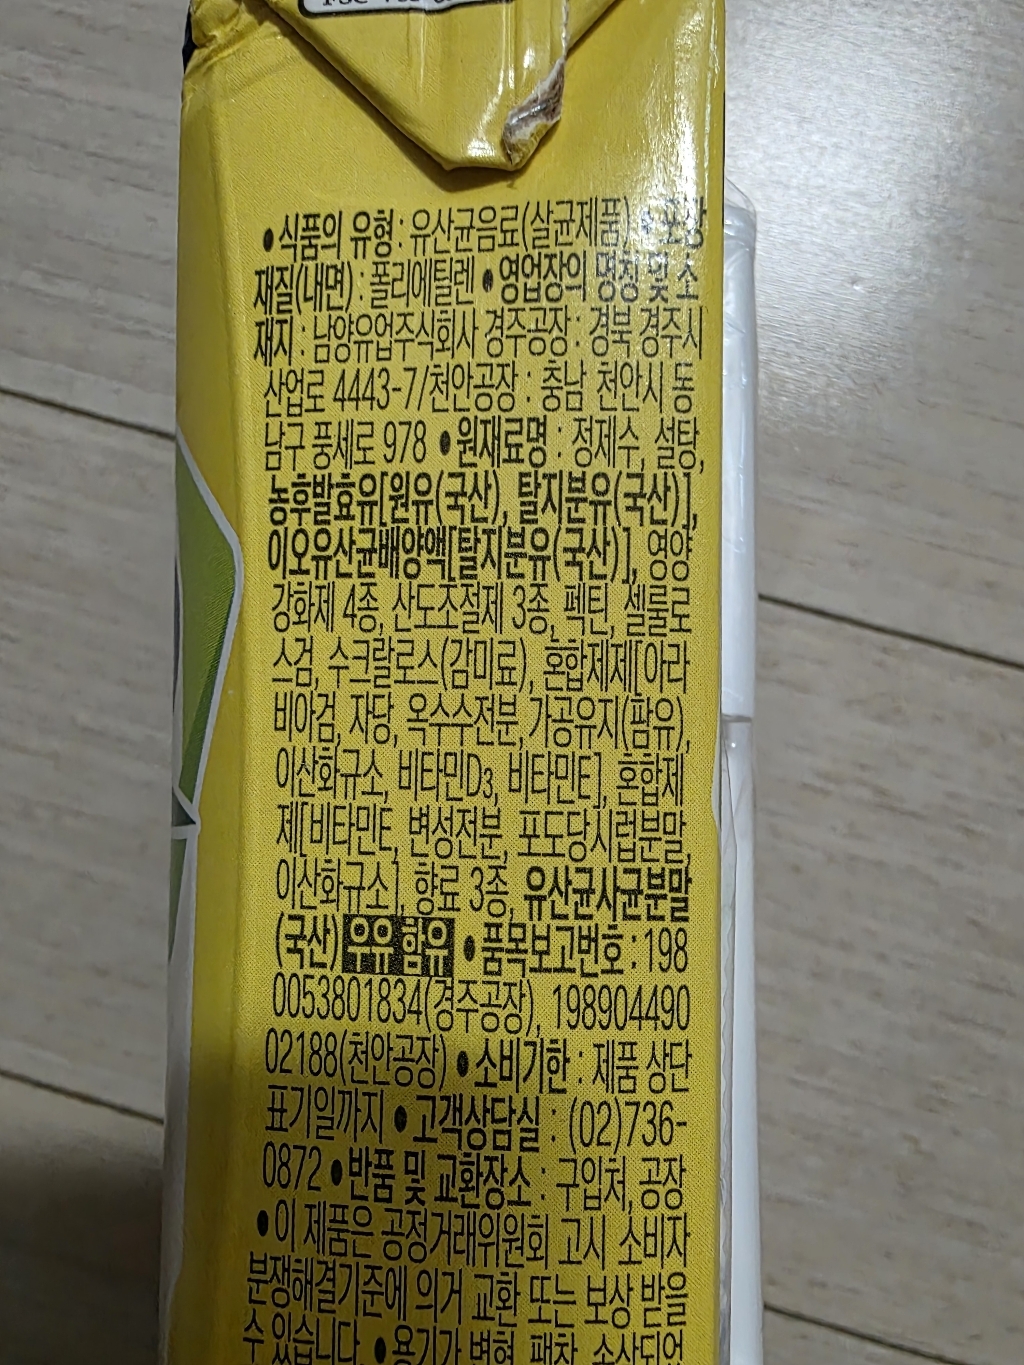 ●식품의 유형 : 유산균음료(살균제품) ●포장
재질(내면) : 폴리에틸렌 ●영업장의 명칭 및 소
재지 : 남양유업주식회사 경주공장 : 경북 경주시
산업로 4443-7/천안공장 : 충남 천안시 동
남구 풍세로 978 ●원재료명 : 정제수, 설탕,
농후발효유[원유(국산), 탈지분유(국산)],
이오유산균배양액[탈지분유(국산)], 영양
강화제 4종, 산도조절제 3종, 펙틴, 셀룰로
스검, 수크랄로스(감미료), 혼합제제[아라
비아검, 자당, 옥수수전분, 가공유지(팜유),
이산화규소, 비타민D3, 비타민E], 혼합제
제[비타민E, 변성전분, 포도당시럽분말,
이산화규소], 향료 3종, 유산균사균분말
(국산) 우유 함유 ●품목보고번호 : 198
0053801834(경주공장), 198904490
02188(천안공장) ●소비기한 : 제품 상단
표기일까지 ●고객상담실 : (02)736-
0872 ●반품 및 교환장소 : 구입처, 공장
●이 제품은 공정거래위원회 고시 소비자
분쟁해결기준에 의거 교환 또는 보상 받을
수 있습니다. ●용기가 변형, 팽창, 손상되었